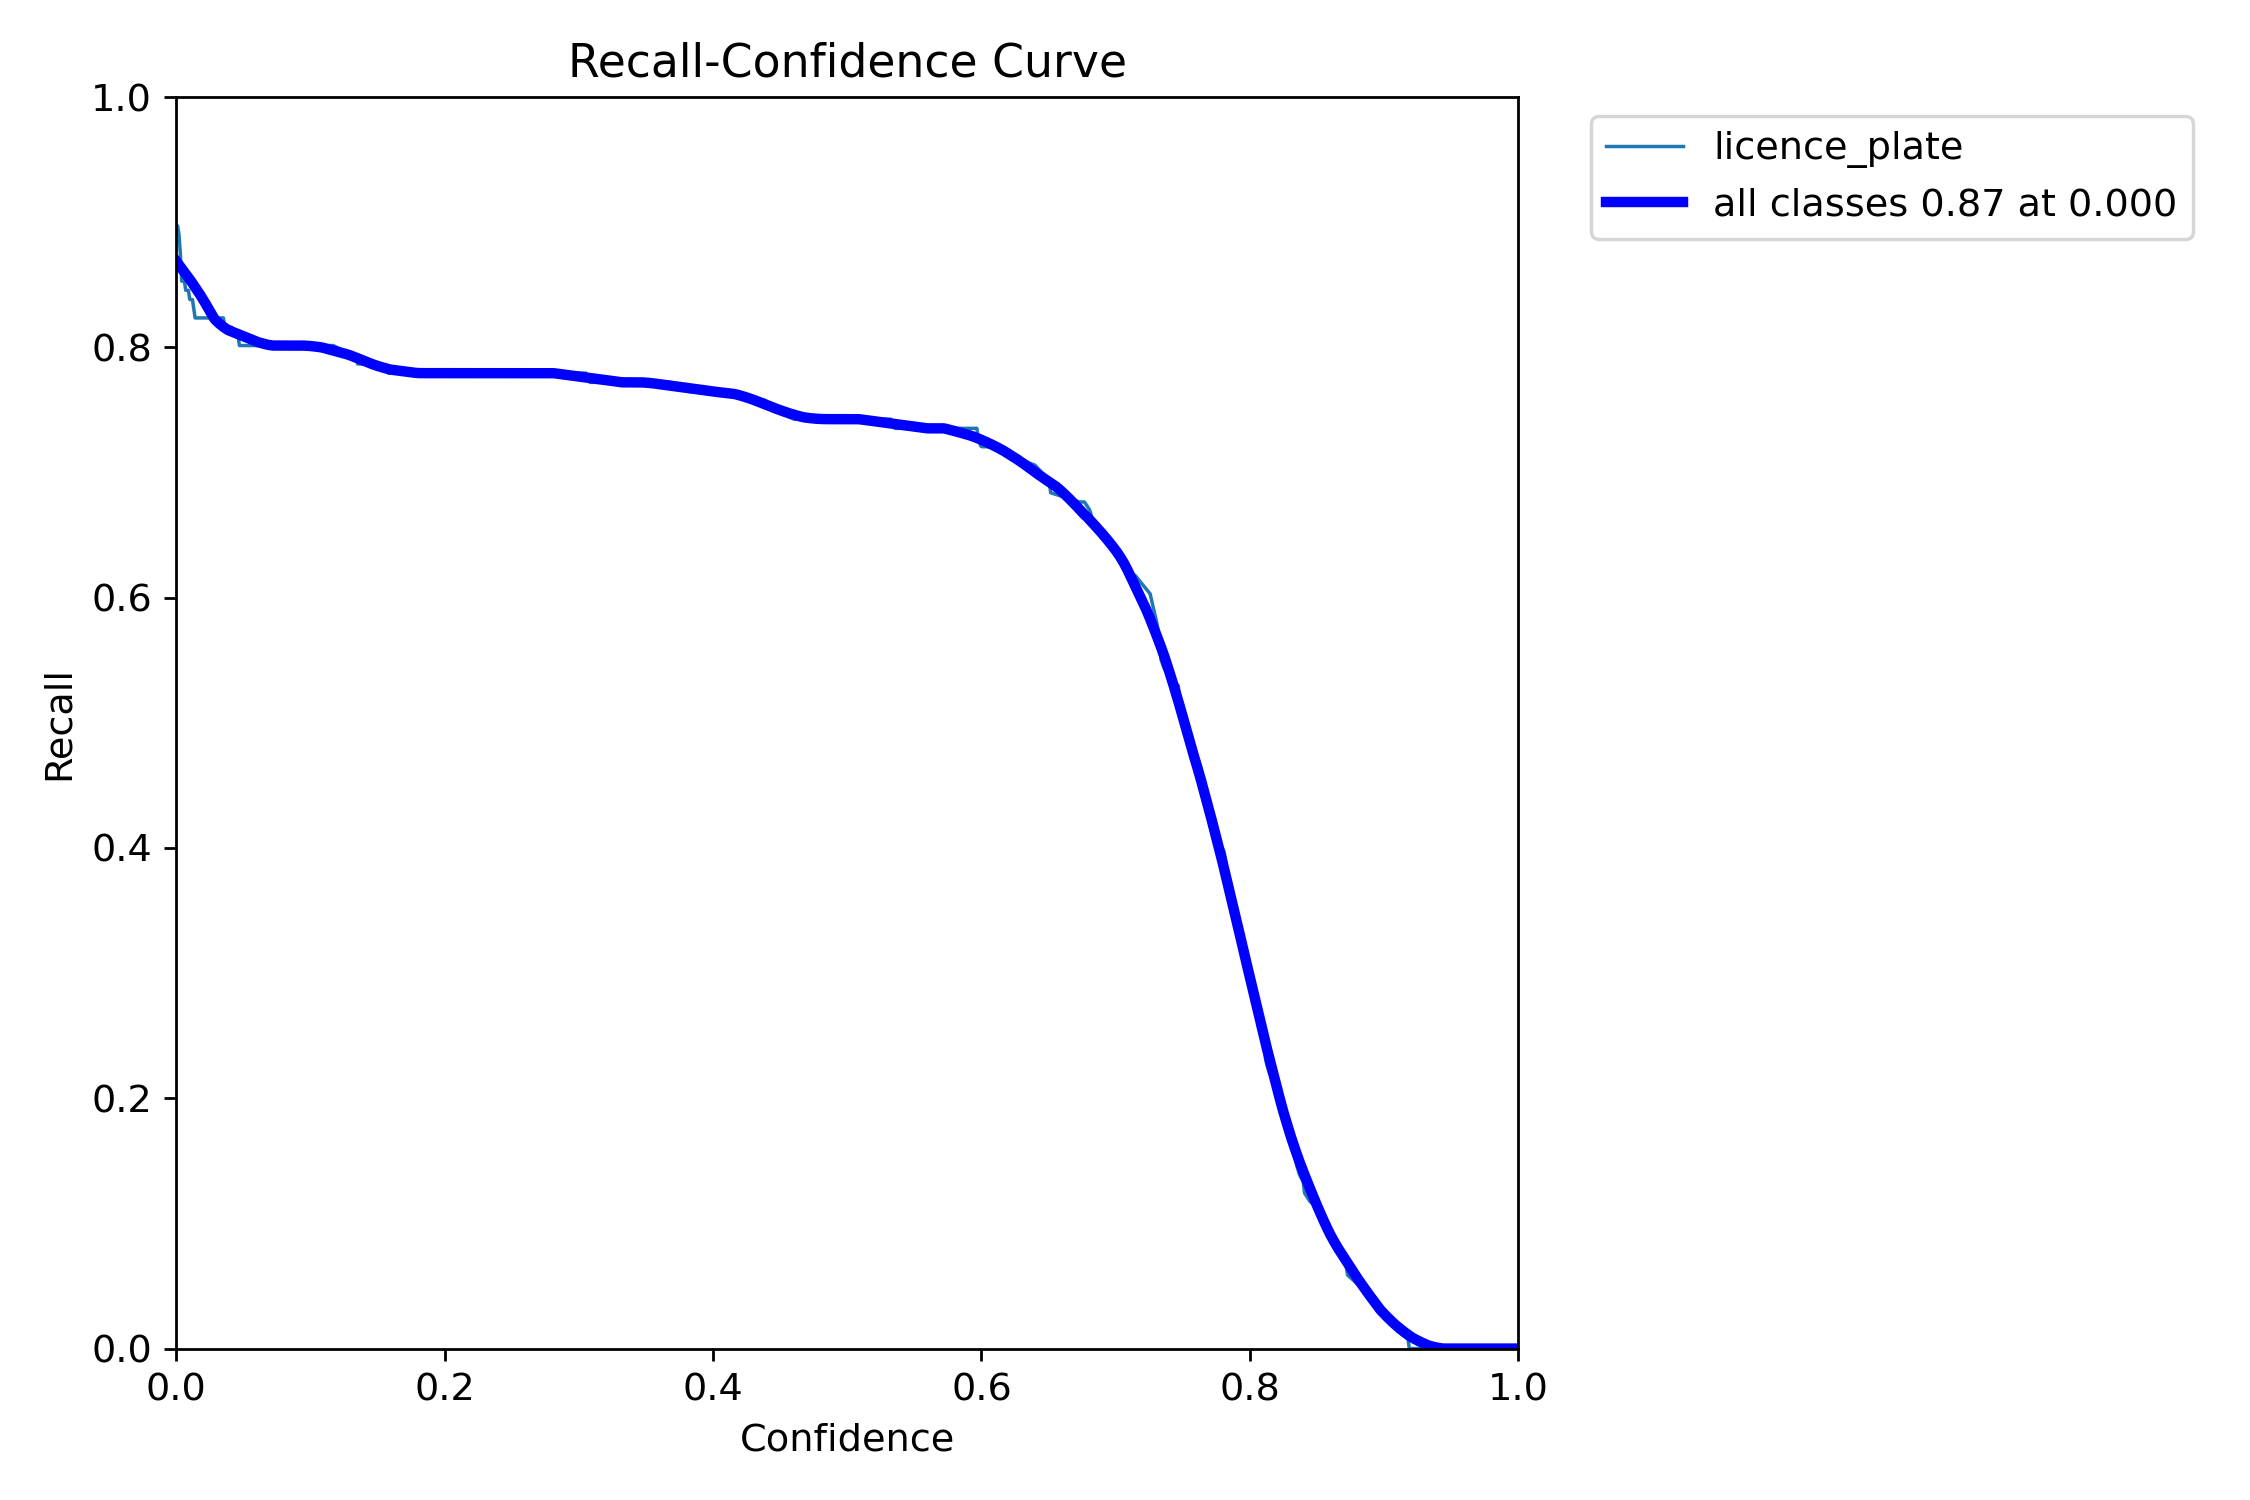 Recall-Confidence Curve
1.0
0.8
0.6
0.4
0.2
0.0
Recall
0.0 0.2 0.4 0.6 0.8 1.0
Confidence
licence_plate
all classes 0.87 at 0.000